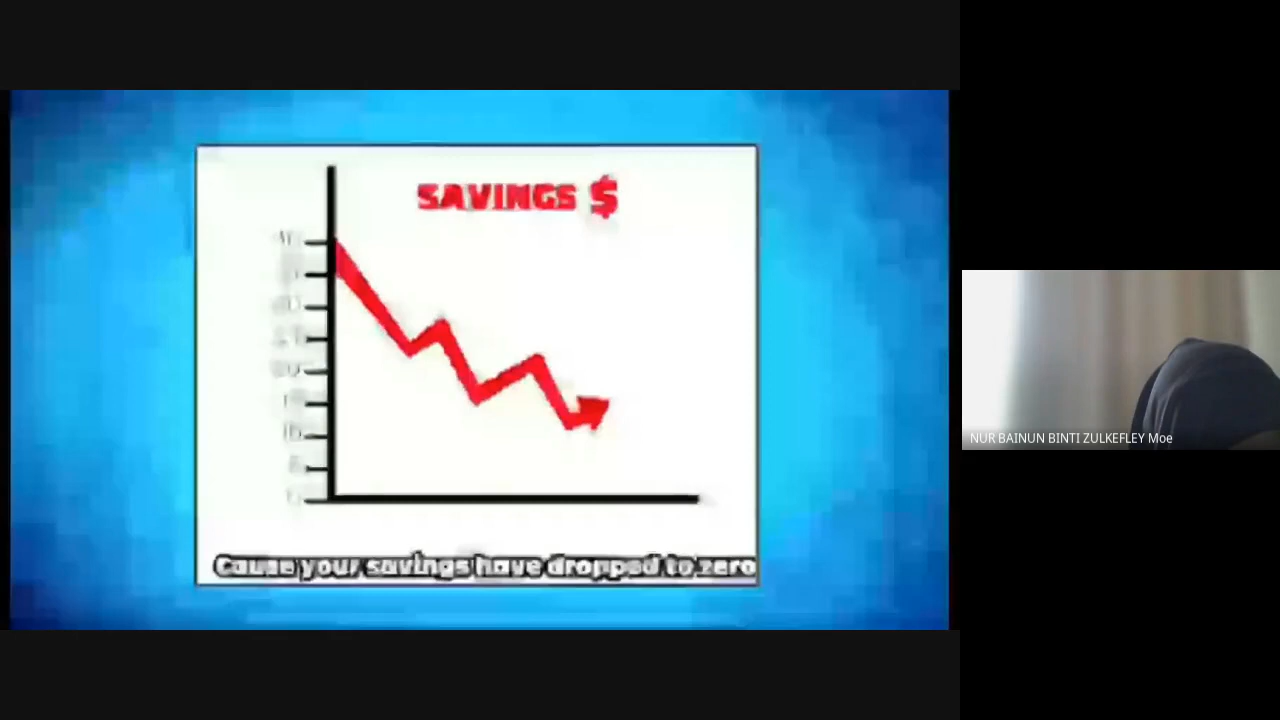 SAVINGS $
Cause your savings have dropped to zero
NUR BAINUN BINTI ZULKEFLEY Moe